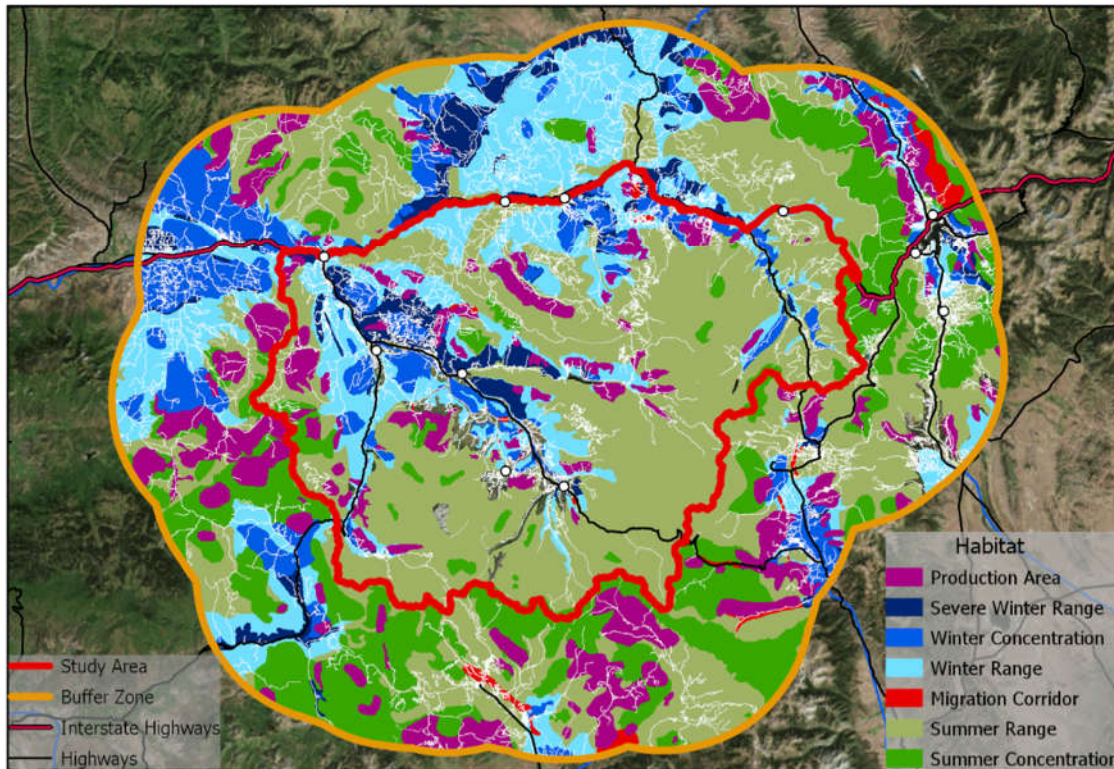 Study Area
Buffer Zone
Interstate Highways
Highways
Habitat
Production Area
Severe Winter Range
Winter Concentration
Winter Range
Migration Corridor
Summer Range
Summer Concentration